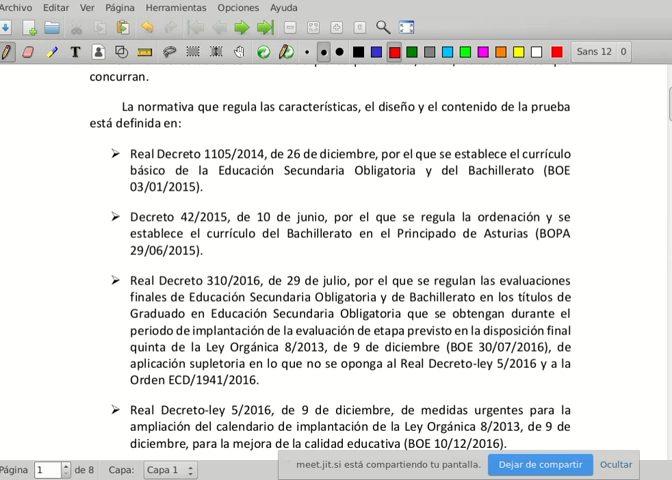 Archivo Editar Ver Página Herramientas Opciones Ayuda
Sans 12 0
concurran.
La normativa que regula las características, el diseño y el contenido de la prueba
está definida en:
Real Decreto 1105/2014, de 26 de diciembre, por el que se establece el currículo
básico de la Educación Secundaria Obligatoria y del Bachillerato (BOE
03/01/2015).
Decreto 42/2015, de 10 de junio, por el que se regula la ordenación y se
establece el currículo del Bachillerato en el Principado de Asturias (BOPA
29/06/2015).
Real Decreto 310/2016, de 29 de julio, por el que se regulan las evaluaciones
finales de Educación Secundaria Obligatoria y de Bachillerato en los títulos de
Graduado en Educación Secundaria Obligatoria que se obtengan durante el
periodo de implantación de la evaluación de etapa previsto en la disposición final
quinta de la Ley Orgánica 8/2013, de 9 de diciembre (BOE 30/07/2016), de
aplicación supletoria en lo que no se oponga al Real Decreto-ley 5/2016 y a la
Orden ECD/1941/2016.
Real Decreto-ley 5/2016, de 9 de diciembre, de medidas urgentes para la
ampliación del calendario de implantación de la Ley Orgánica 8/2013, de 9 de
diciembre, para la mejora de la calidad educativa (BOE 10/12/2016).
Página 1 de 8 Capa: Capa 1
meet.jit.si está compartiendo tu pantalla. Dejar de compartir Ocultar